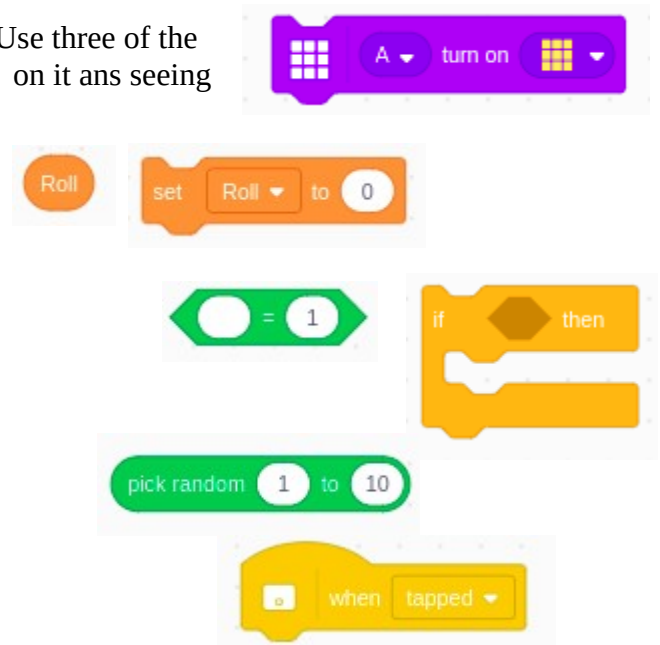 Use three of the
on it ans seeing
A turn on
Roll
set Roll to 0
= 1
if then
pick random 1 to 10
when tapped